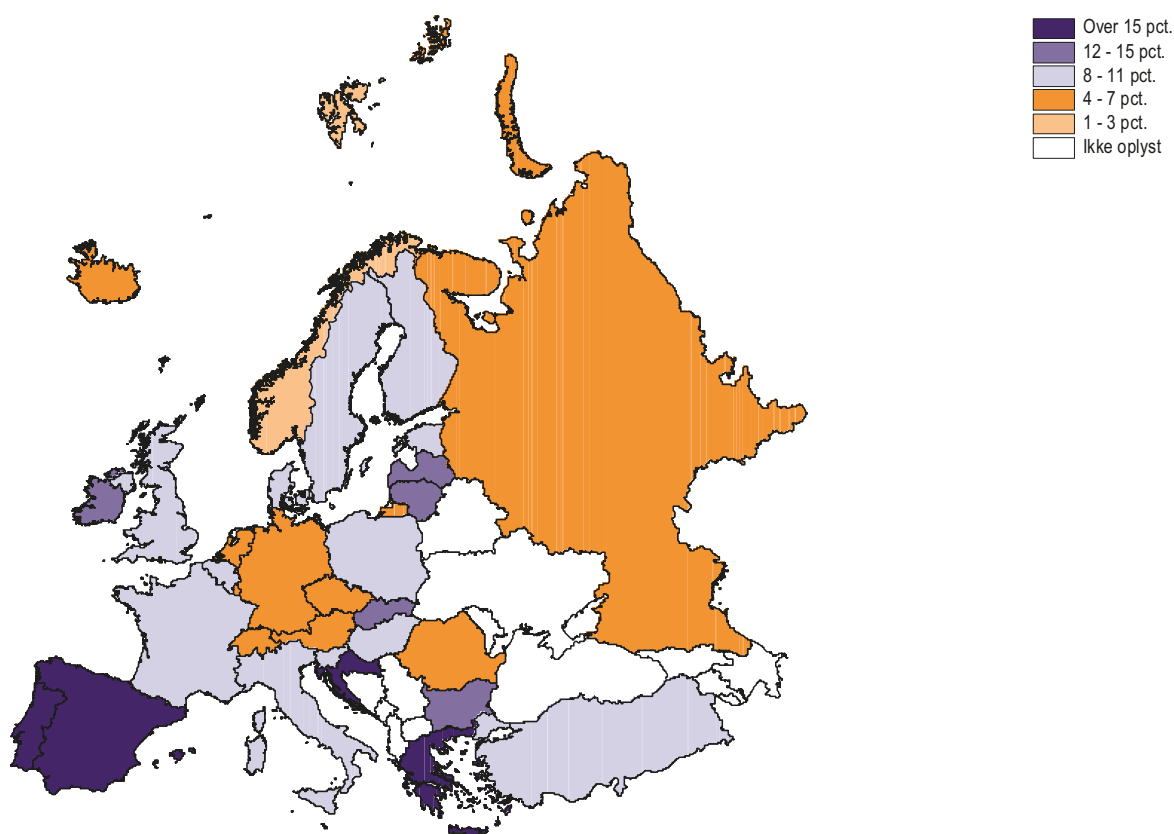 Over 15 pct.
12 - 15 pct.
8 - 11 pct.
4 - 7 pct.
1 - 3 pct.
Ikke oplyst